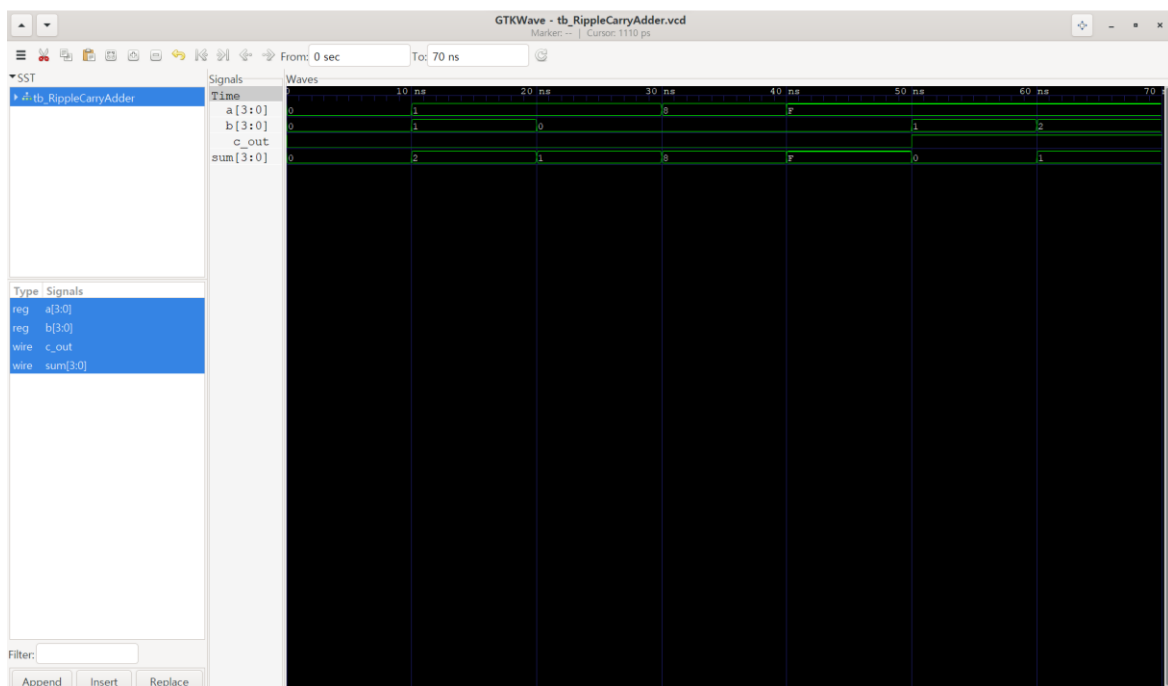 GTKWave - tb_RippleCarryAdder.vcd
Marker: -- | Cursor: 1110 ps
From: 0 sec To: 70 ns
SST
tb_RippleCarryAdder
Type Signals
reg a[3:0]
reg b[3:0]
wire c_out
wire sum[3:0]
Filter:
Append Insert Replace
Signals
Time
a[3:0]
b[3:0]
c_out
sum[3:0]
Waves
0 10 ns 20 ns 30 ns 40 ns 50 ns 60 ns 70
0 1 8 F
0 1 0 1 2
0 2 1 8 F 0 1